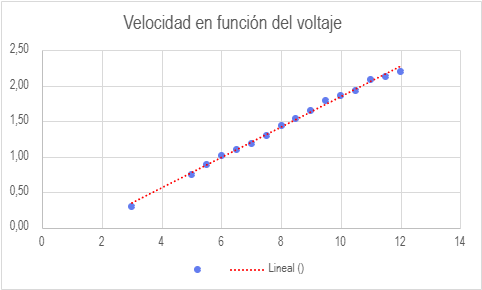 Velocidad en función del voltaje
2,50
2,00
1,50
1,00
0,50
0,00
0 2 4 6 8 10 12 14
Lineal ()